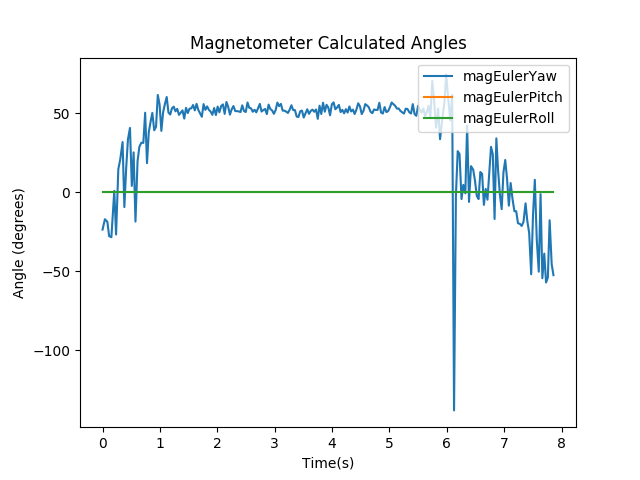 Magnetometer Calculated Angles
magEulerYaw
magEulerPitch
magEulerRoll
50
0
−50
−100
Angle (degrees)
0 1 2 3 4 5 6 7 8
Time(s)